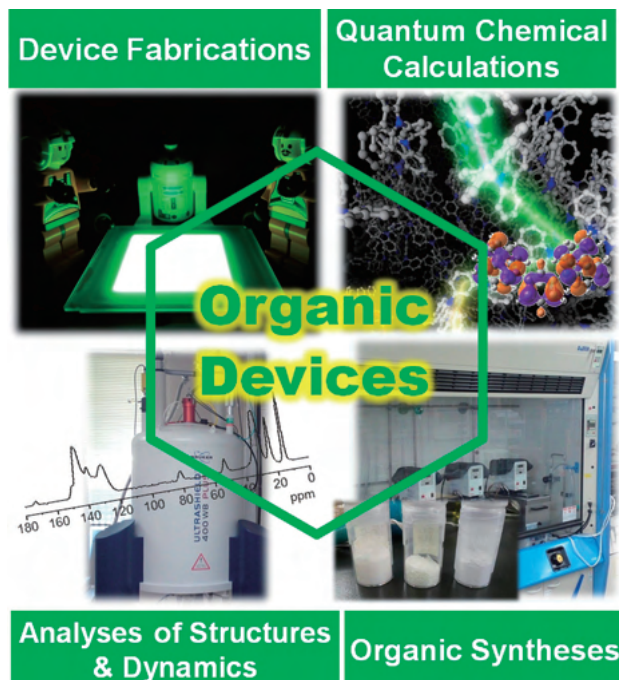 Device Fabrications
Quantum Chemical
Calculations
Organic
Devices
180 160 140 120 100 80 60 40 20 0
ppm
ULTRASHIELD
400 WB PLUS
Analyses of Structures
& Dynamics
Organic Syntheses